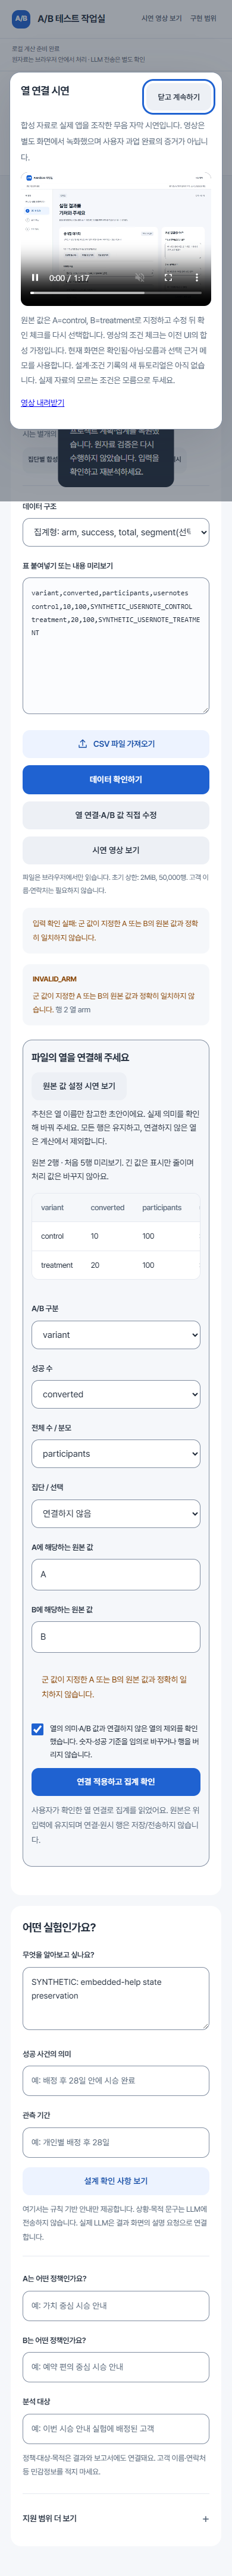 A/B A/B 테스트 작업실 시연 영상 보기 구현 범위
로컬 계산 준비 완료
원자료는 브라우저 안에서 처리 · LLM 전송은 별도 확인
열 연결 시연
닫고 계속하기
합성 자료로 실제 앱을 조작한 무음 자막 시연입니다. 영상은
별도 화면에서 녹화했으며 사용자 과업 완료의 증거가 아닙니
다.
0:00 / 1:17
원본 값은 A=control, B=treatment로 지정하고 수정 뒤 확
인 체크를 다시 선택합니다. 영상의 조건 체크는 이전 UI의 합
성 가정입니다. 현재 화면은 확인됨·아님·모름과 선택 근거 메
모를 사용합니다. 설계·조건 기록의 새 튜토리얼은 아직 없습
니다. 실제 자료의 모르는 조건은 모름으로 두세요.
영상 내려받기
프로젝트 계획·집계를 복원했
습니다. 원자료 검증은 다시
수행하지 않았습니다. 입력을
확인하고 재분석하세요.
데이터 구조
집계형: arm, success, total, segment(선택
표 붙여넣기 또는 내용 미리보기
variant,converted,participants,usernotes
control,10,100,SYNTHETIC_USERNOTE_CONTROL
treatment,20,100,SYNTHETIC_USERNOTE_TREATME
NT
CSV 파일 가져오기
데이터 확인하기
열 연결·A/B 값 직접 수정
시연 영상 보기
파일은 브라우저에서만 읽습니다. 초기 상한: 2MiB, 50,000행. 고객 이
름·연락처는 필요하지 않습니다.
입력 확인 실패: 군 값이 지정한 A 또는 B의 원본 값과 정확
히 일치하지 않습니다.
INVALID_ARM
군 값이 지정한 A 또는 B의 원본 값과 정확히 일치하지 않
습니다. 행 2 열 arm
파일의 열을 연결해 주세요
원본 값 설정 시연 보기
추천은 열 이름만 참고한 초안이에요. 실제 의미를 확인
해 바꿔 주세요. 모든 행은 유지하고, 연결하지 않은 열
은 계산에서 제외합니다.
원본 2행 · 처음 5행 미리보기. 긴 값은 표시만 줄이며
처리 값은 바꾸지 않아요.
variant converted participants
control 10 100
treatment 20 100
A/B 구분
variant
성공 수
converted
전체 수 / 분모
participants
집단 / 선택
연결하지 않음
A에 해당하는 원본 값
A
B에 해당하는 원본 값
B
군 값이 지정한 A 또는 B의 원본 값과 정확히 일
치하지 않습니다.
열의 의미·A/B 값과 연결하지 않은 열의 제외를 확인
했습니다. 숫자·성공 기준을 임의로 바꾸거나 행을 버
리지 않습니다.
연결 적용하고 집계 확인
사용자가 확인한 열 연결로 집계를 읽었어요. 원본은 위
입력에 유지되며 연결·원시 행은 저장/전송하지 않습니
다.
어떤 실험인가요?
무엇을 알아보고 싶나요?
SYNTHETIC: embedded-help state
preservation
성공 사건의 의미
예: 배정 후 28일 안에 시승 완료
관측 기간
예: 개인별 배정 후 28일
설계 확인 사항 보기
여기서는 규칙 기반 안내만 제공합니다. 상황·목적 문구는 LLM에
전송하지 않습니다. 실제 LLM은 결과 화면의 설명 요청으로 연결
합니다.
A는 어떤 정책인가요?
예: 가치 중심 시승 안내
B는 어떤 정책인가요?
예: 예약 편의 중심 시승 안내
분석 대상
예: 이번 시승 안내 실험에 배정된 고객
정책·대상·목적은 결과와 보고서에도 연결돼요. 고객 이름·연락처
등 민감정보를 적지 마세요.
지원 범위 더 보기 +